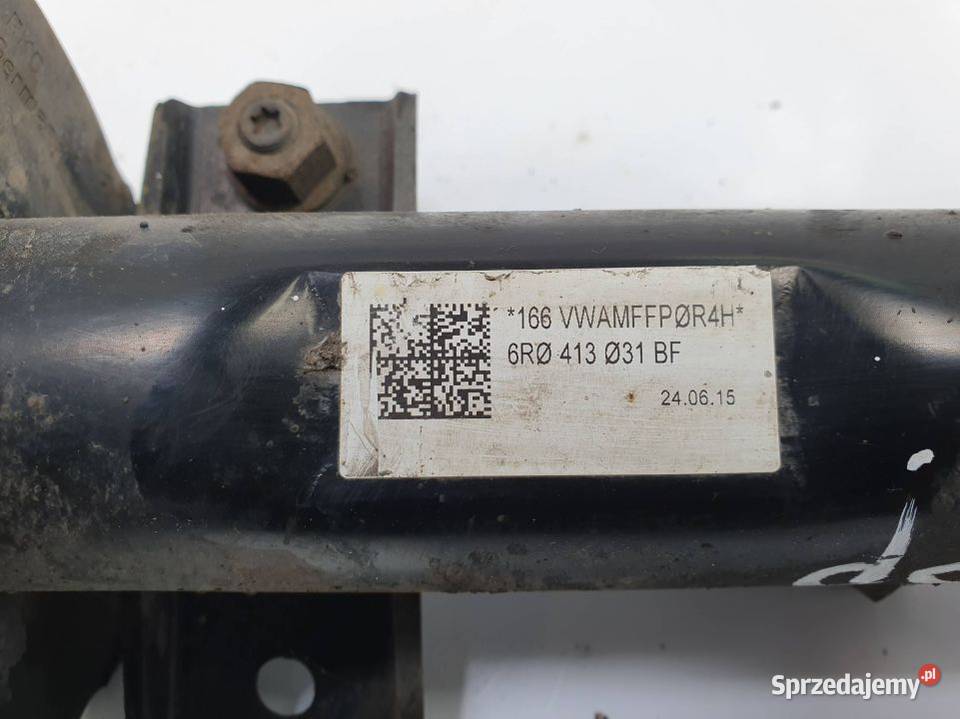 *166 VWAMFFPØR4H*
6RØ 413 Ø31 BF
24.06.15
Sprzedajemy.pl